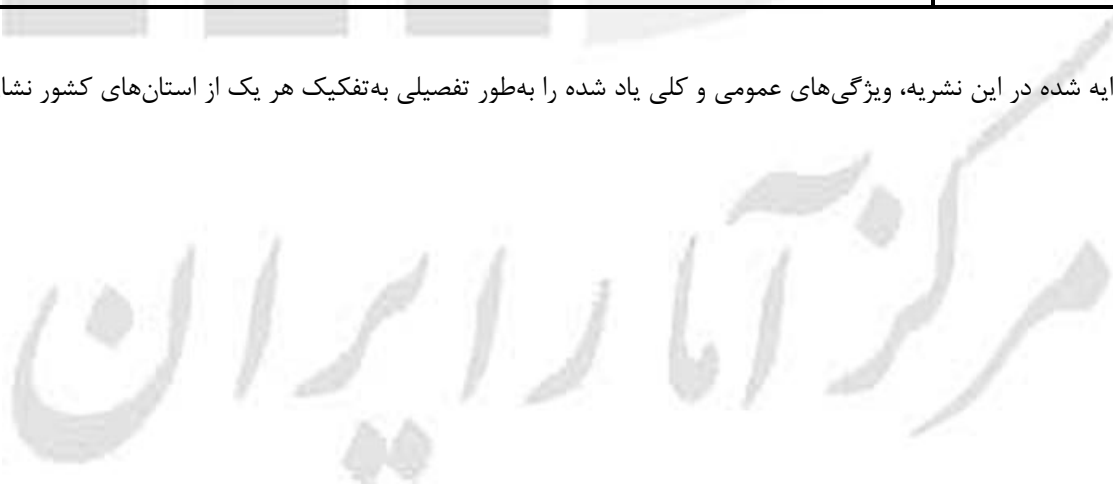 ایه شده در این نشریه، ویژگی‌های عمومی و کلی یاد شده را به‌طور تفصیلی به‌تفکیک هر یک از استان‌های کشور نشا
مرکز آمار ایران